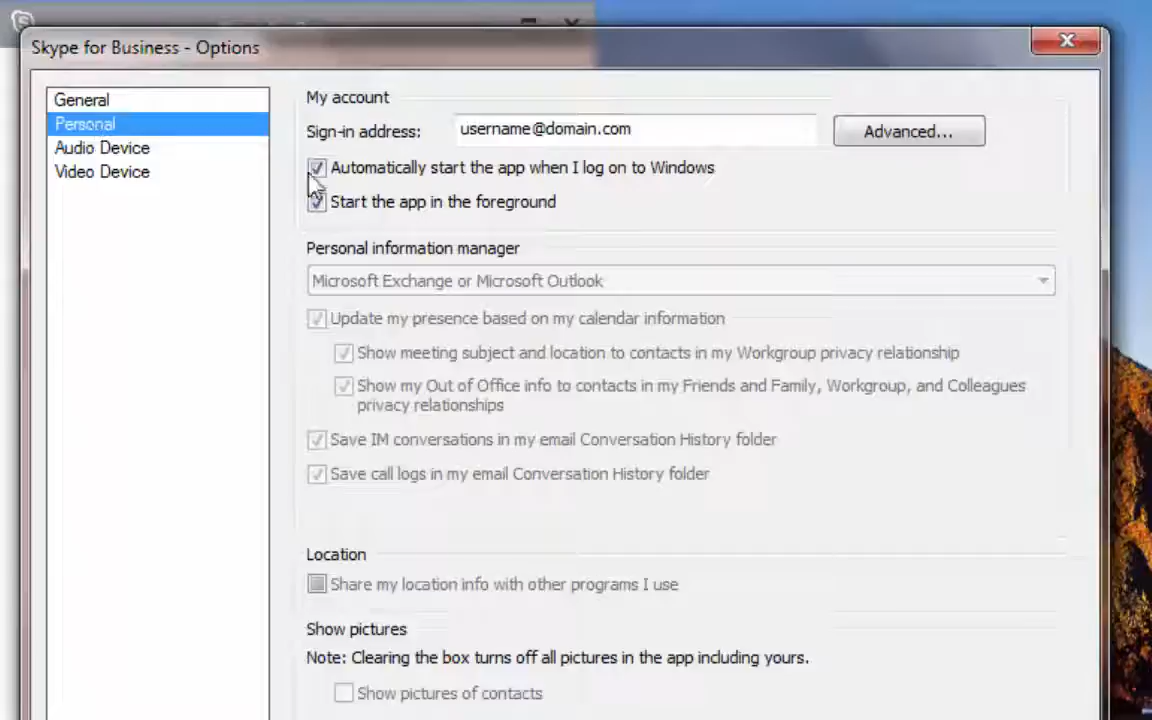 Skype for Business - Options
General
Personal
Audio Device
Video Device
My account
Sign-in address:
username@domain.com
Advanced...
Automatically start the app when I log on to Windows
Start the app in the foreground
Personal information manager
Microsoft Exchange or Microsoft Outlook
Update my presence based on my calendar information
Show meeting subject and location to contacts in my Workgroup privacy relationship
Show my Out of Office info to contacts in my Friends and Family, Workgroup, and Colleagues
privacy relationships
Save IM conversations in my email Conversation History folder
Save call logs in my email Conversation History folder
Location
Share my location info with other programs I use
Show pictures
Note: Clearing the box turns off all pictures in the app including yours.
Show pictures of contacts